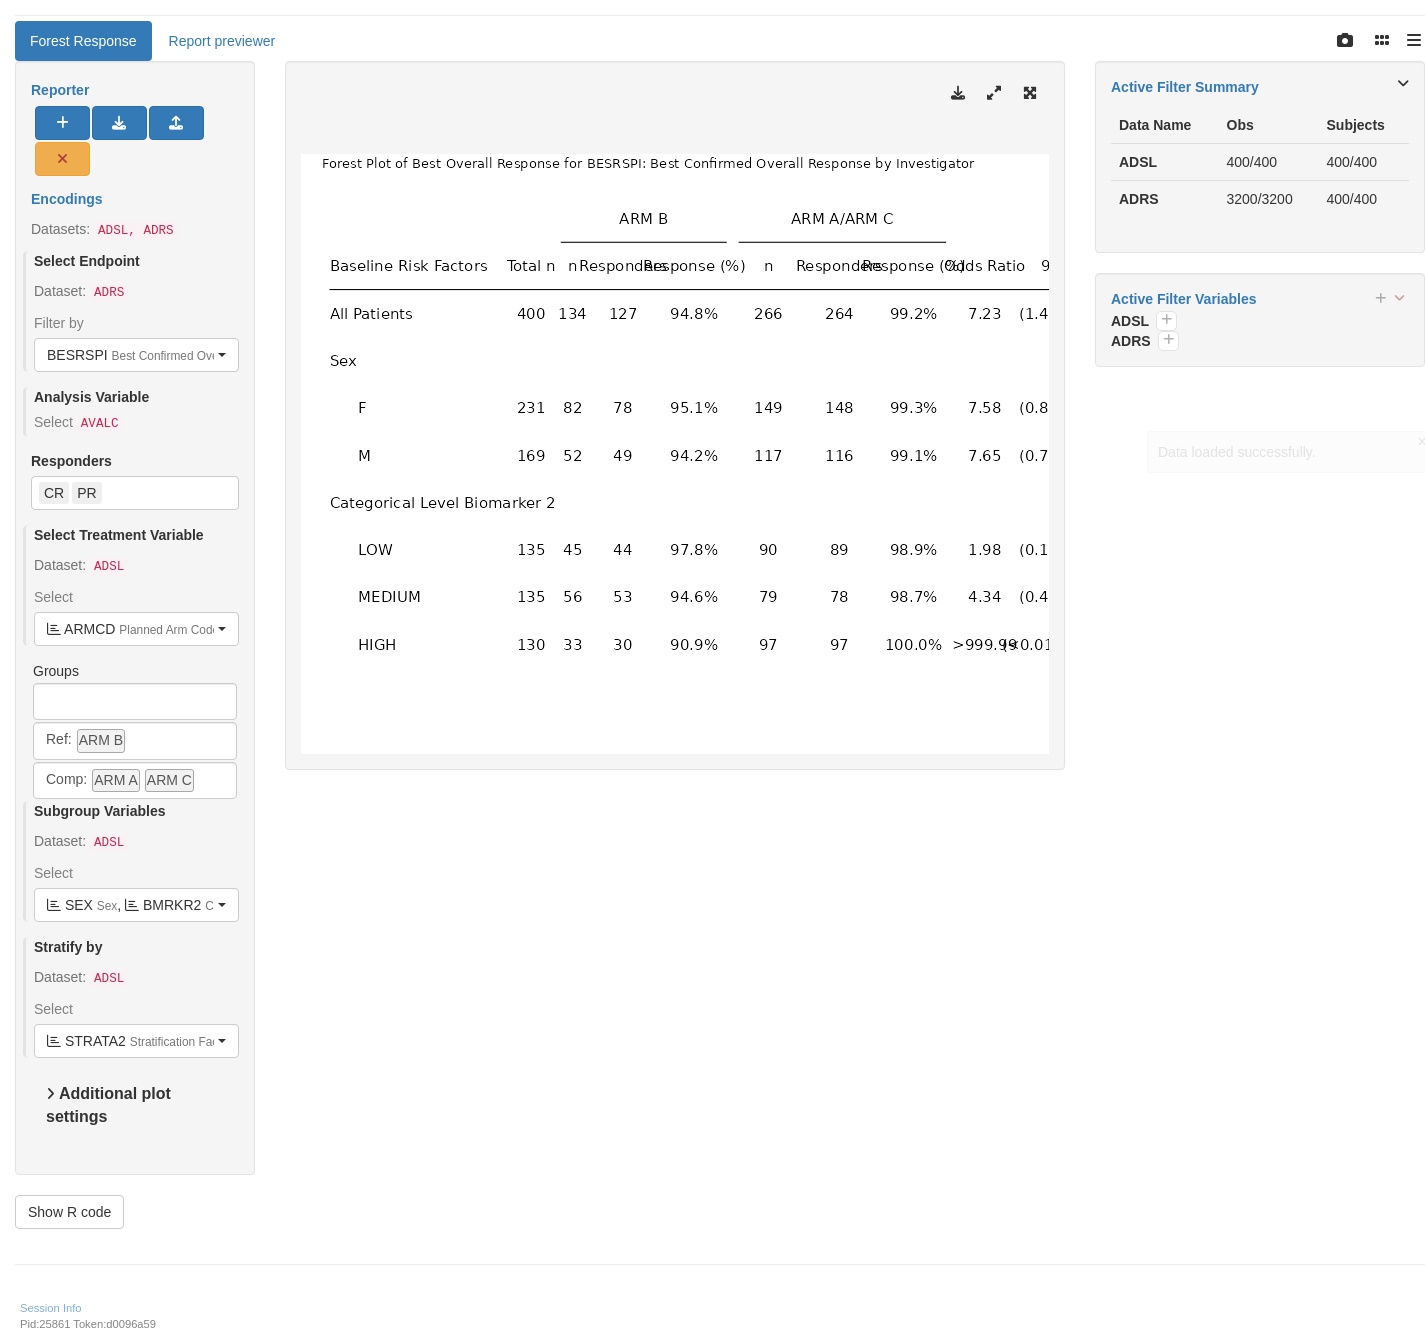 Forest Response
Report previewer
Reporter
Encodings
Datasets: ADSL, ADRS
Select Endpoint
Dataset: ADRS
Filter by
BESRSPI Best Confirmed Ove
Analysis Variable
Select AVALC
Responders
CR PR
Select Treatment Variable
Dataset: ADSL
Select
ARMCD Planned Arm Code
Groups
Ref: ARM B
Comp: ARM A ARM C
Subgroup Variables
Dataset: ADSL
Select
SEX Sex, BMRKR2 C
Stratify by
Dataset: ADSL
Select
STRATA2 Stratification Fac
Additional plot
settings
Show R code
Forest Plot of Best Overall Response for BESRSPI: Best Confirmed Overall Response by Investigator
ARM B ARM A/ARM C
Baseline Risk Factors Total n n Responders Response (%) n Responders Response (%) Odds Ratio 9
All Patients 400 134 127 94.8% 266 264 99.2% 7.23 (1.4
Sex
F 231 82 78 95.1% 149 148 99.3% 7.58 (0.8
M 169 52 49 94.2% 117 116 99.1% 7.65 (0.7
Categorical Level Biomarker 2
LOW 135 45 44 97.8% 90 89 98.9% 1.98 (0.1
MEDIUM 135 56 53 94.6% 79 78 98.7% 4.34 (0.4
HIGH 130 33 30 90.9% 97 97 100.0% >999.99 (<0.01
Active Filter Summary
Data Name Obs Subjects
ADSL 400/400 400/400
ADRS 3200/3200 400/400
Active Filter Variables
ADSL
ADRS
Data loaded successfully.
Session Info
Pid:25861 Token:d0096a59